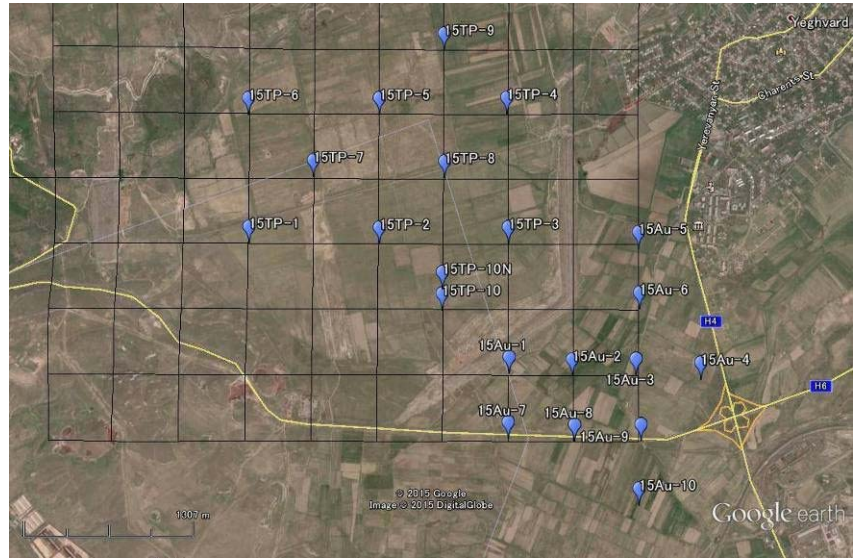 Yeghvard
15TP-9
Charents St
Yerevanyan St
15TP-6
15TP-5
15TP-4
15TP-7
15TP-8
15TP-1
15TP-2
15TP-3
15Au-5
15TP-10N
15TP-10
15Au-6
H4
15Au-1
15Au-2
15Au-3
15Au-4
H6
15Au-7
15Au-8
15Au-9
15Au-10
© 2015 Google
Image © 2015 DigitalGlobe
1307 m
Google earth